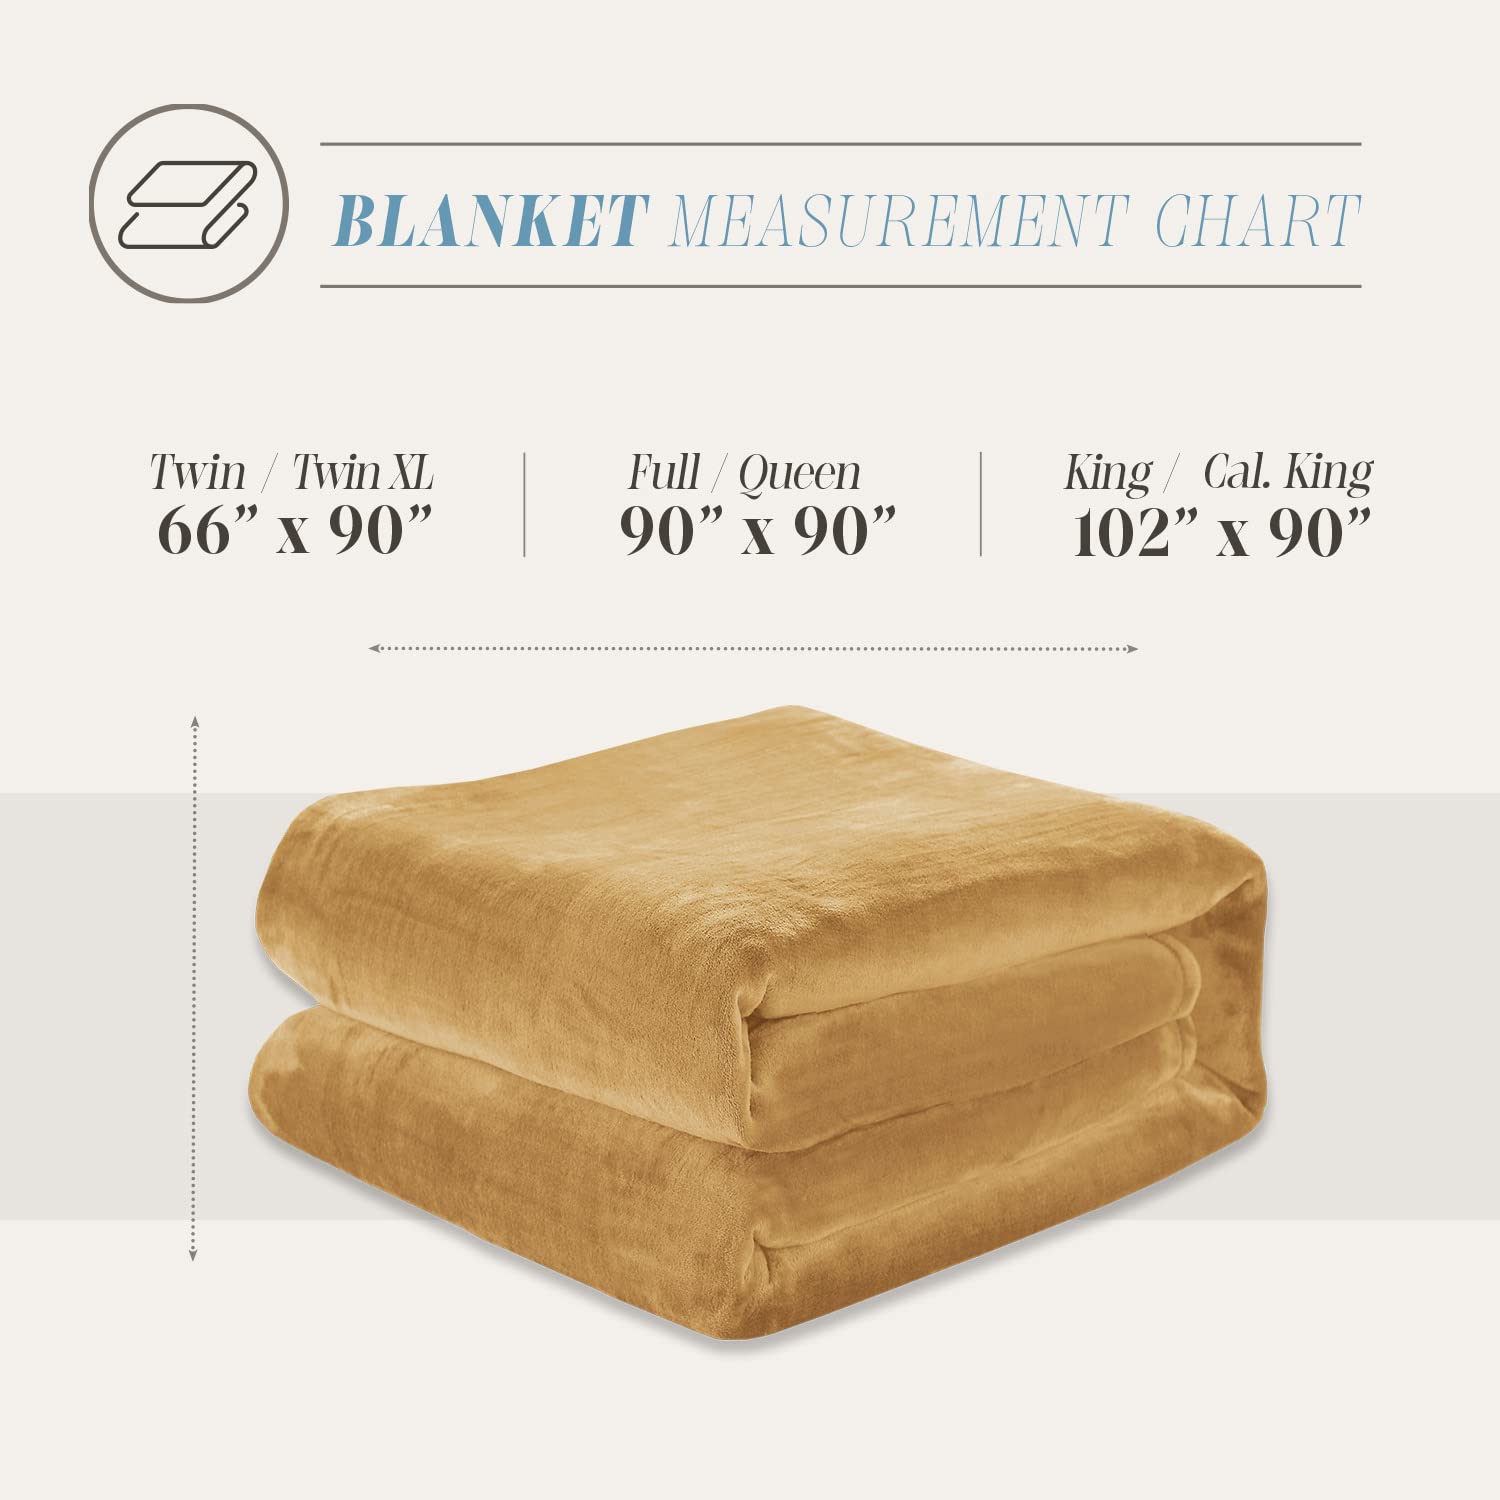 BLANKET MEASUREMENT CHART
Twin / Twin XL
66” x 90”
Full / Queen
90” x 90”
King / Cal. King
102” x 90”